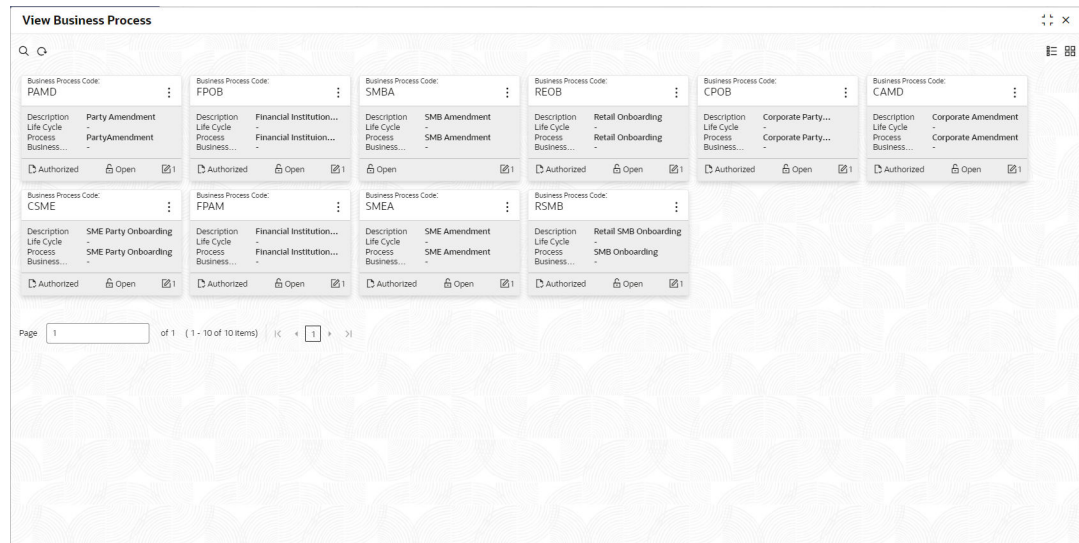 View Business Process
Business Process Code: Business Process Code: Business Process Code: Business Process Code: Business Process Code: Business Process Code:
PAMD FPOB SMBA REOB CPOB CAMD
Description Party Amendment Description Financial Institution... Description SMB Amendment Description Retail Onboarding Description Corporate Party... Description Corporate Amendment
Life Cycle - Life Cycle - Life Cycle - Life Cycle - Life Cycle - Life Cycle -
Process PartyAmendment Process Financial Instituion... Process SMB Amendment Process Retail Onboarding Process Corporate Party... Process Corporate Amendment
Business... - Business... - Business... - Business... - Business... - Business... -
Authorized Open 1 Authorized Open 1 Open 1 Authorized Open 1 Authorized Open 1 Authorized Open 1
Business Process Code: Business Process Code: Business Process Code: Business Process Code:
CSME FPAM SMEA RSMB
Description SME Party Onboarding Description Financial Institution... Description SME Amendment Description Retail SMB Onboarding
Life Cycle - Life Cycle - Life Cycle - Life Cycle -
Process SME Party Onboarding Process Financial Institution... Process SME Amendment Process SMB Onboarding
Business... - Business... - Business... - Business... -
Authorized Open 1 Authorized Open 1 Authorized Open 1 Authorized Open 1
Page 1 of 1 ( 1 - 10 of 10 Items) 1